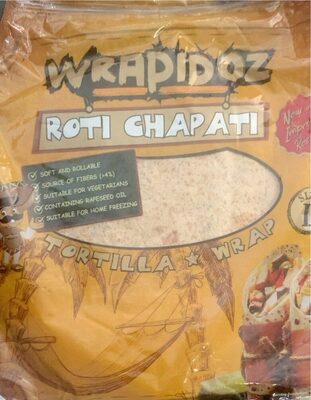 WRAPIDOZ
ROTI CHAPATI
New
SOFT AND ROLLABLE
SOURCE OF FIBERS (>4%)
SUITABLE FOR VEGETARIANS
CONTAINING RAPESEED OIL
SUITABLE FOR HOME FREEZING
TORTILLA ★ WRAP